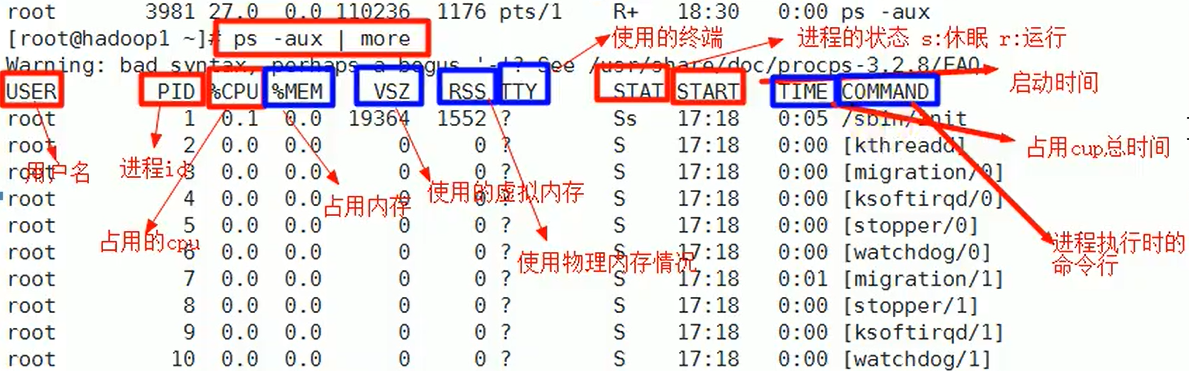 root 3981 27.0 0.0 110236 1176 pts/1 R+ 18:30 0:00 ps -aux
[root@hadoop1 ~]# ps -aux | more
使用的终端
进程的状态 s:休眠 r:运行
Warning: bad syntax, perhaps a bogus '-'? See /usr/share/doc/procps-3.2.8/FAQ
启动时间
USER PID %CPU %MEM VSZ RSS TTY STAT START TIME COMMAND
root 1 0.1 0.0 19364 1552 ? Ss 17:18 0:05 /sbin/init
root 2 0.0 0.0 0 0 ? S 17:18 0:00 [kthreadd]
占用cup总时间
用户名
进程id
root 3 0.0 0.0 0 0 ? S 17:18 0:00 [migration/0]
使用的虚拟内存
root 4 0.0 0.0 0 0 ? S 17:18 0:00 [ksoftirqd/0]
占用内存
root 5 0.0 0.0 0 0 ? S 17:18 0:00 [stopper/0]
占用的cpu
进程执行时的
命令行
root 6 0.0 0.0 0 0 ? S 17:18 0:00 [watchdog/0]
使用物理内存情况
root 7 0.0 0.0 0 0 ? S 17:18 0:01 [migration/1]
root 8 0.0 0.0 0 0 ? S 17:18 0:00 [stopper/1]
root 9 0.0 0.0 0 0 ? S 17:18 0:00 [ksoftirqd/1]
root 10 0.0 0.0 0 0 ? S 17:18 0:00 [watchdog/1]